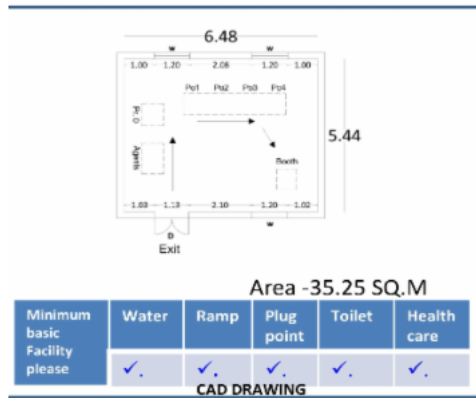 6.48
w w
1.00 1.20 2.08 1.20 1.00
Po1 Po2 Po3 Po4
Pr. O
5.44
Agents
Booth
1.03 1.13 2.10 1.20 1.02
D w
Exit
Area -35.25 SQ.M
Minimum basic Facility please Water Ramp Plug point Toilet Health care
✓. ✓. ✓. ✓. ✓.
CAD DRAWING